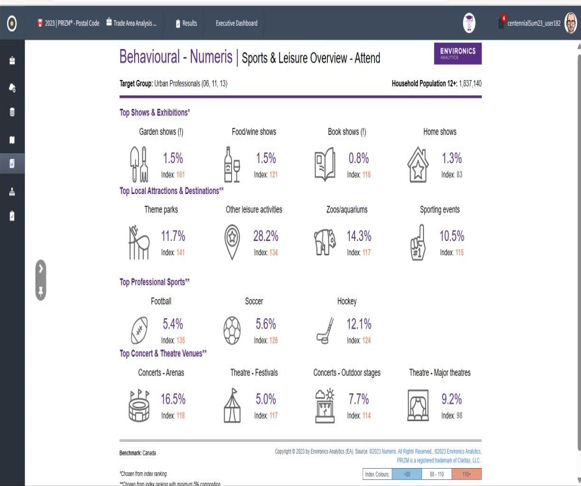 2023 | PRIZM® - Postal Code Trade Area Analysis ... Results Executive Dashboard centennialSum23_user182
Behavioural - Numeris | Sports & Leisure Overview - Attend
ENVIRONICS
ANALYTICS
Target Group: Urban Professionals (06, 11, 13) Household Population 12+: 1,837,140
Top Shows & Exhibitions*
Garden shows (!) Food/wine shows Book shows (!) Home shows
1.5% 1.5% 0.8% 1.3%
Index: 161 Index: 121 Index: 118 Index: 83
Top Local Attractions & Destinations**
Theme parks Other leisure activities Zoos/aquariums Sporting events
11.7% 28.2% 14.3% 10.5%
Index: 141 Index: 134 Index: 117 Index: 115
Top Professional Sports**
Football Soccer Hockey
5.4% 5.6% 12.1%
Index: 135 Index: 126 Index: 124
Top Concert & Theatre Venues**
Concerts - Arenas Theatre - Festivals Concerts - Outdoor stages Theatre - Major theatres
16.5% 5.0% 7.7% 9.2%
Index: 118 Index: 117 Index: 114 Index: 98
Benchmark: Canada Copyright © 2023 by Environics Analytics (EA). Source: ©2023 Numeris. All Rights Reserved., ©2023 Environics Analytics,
PRIZM is a registered trademark of Claritas, LLC.
*Chosen from index ranking Index Colours: <80 80 - 110 110+
**Chosen from index ranking with minimum 5% composition